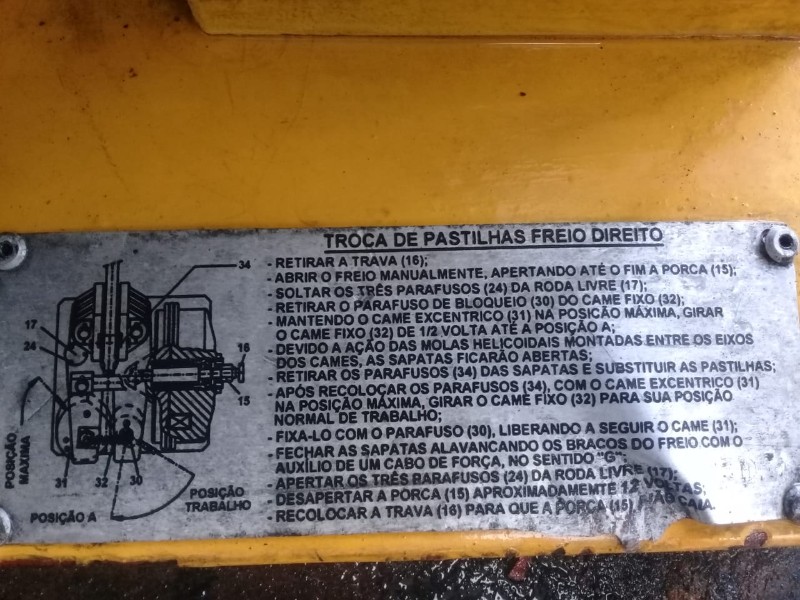 TROCA DE PASTILHAS FREIO DIREITO
- RETIRAR A TRAVA (16);
- ABRIR O FREIO MANUALMENTE, APERTANDO ATÉ O FIM A PORCA (15);
- SOLTAR OS TRÊS PARAFUSOS (24) DA RODA LIVRE (17);
- RETIRAR O PARAFUSO DE BLOQUEIO (30) DO CAME FIXO (32);
- MANTENDO O CAME EXCENTRICO (31) NA POSIÇÃO MÁXIMA, GIRAR
O CAME FIXO (32) DE 1/2 VOLTA ATÉ A POSIÇÃO A;
- DEVIDO A AÇÃO DAS MOLAS HELICOIDAIS MONTADAS ENTRE OS EIXOS
DOS CAMES, AS SAPATAS FICARÃO ABERTAS;
- RETIRAR OS PARAFUSOS (34) DAS SAPATAS E SUBSTITUIR AS PASTILHAS;
- APÓS RECOLOCAR OS PARAFUSOS (34), COM O CAME EXCENTRICO (31)
NA POSIÇÃO MÁXIMA, GIRAR O CAME FIXO (32) PARA SUA POSIÇÃO
NORMAL DE TRABALHO;
- FIXA-LO COM O PARAFUSO (30), LIBERANDO A SEGUIR O CAME (31);
- FECHAR AS SAPATAS ALAVANCANDO OS BRACOS DO FREIO COM O
AUXÍLIO DE UM CABO DE FORÇA, NO SENTIDO "G";
- APERTAR OS TRÊS PARAFUSOS (24) DA RODA LIVRE (17);
- DESAPERTAR A PORCA (15) APROXIMADAMEMTE 12 VOLTAS;
- RECOLOCAR A TRAVA (16) PARA QUE A PORCA (15) NÃO CAIA.
34
17
24
16
15
POSIÇÃO
MAXIMA
31
32
30
POSIÇÃO
TRABALHO
POSIÇÃO A